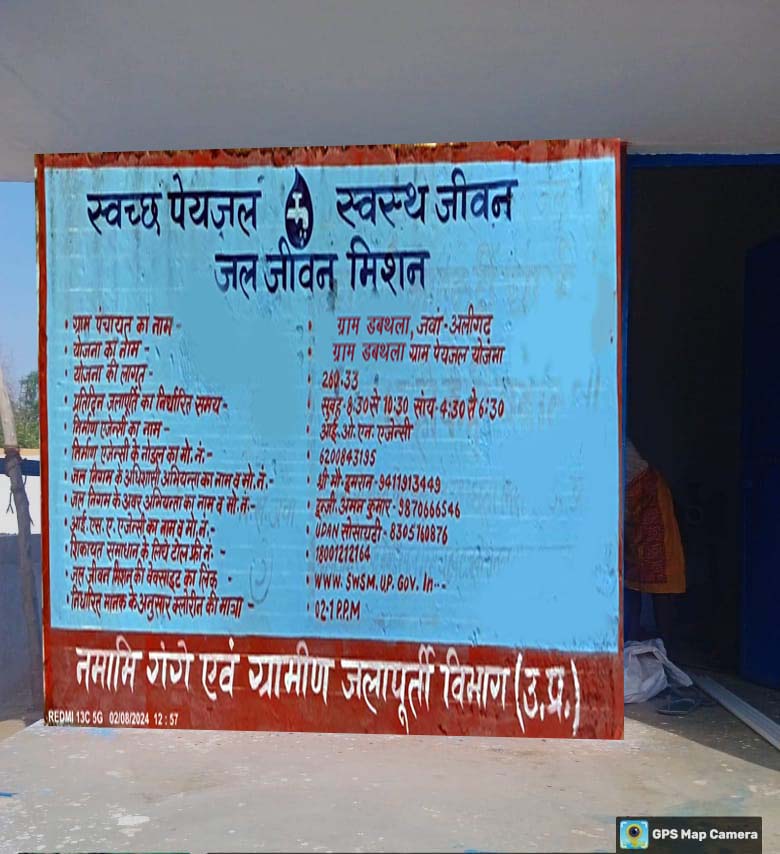 स्वच्छ पेयजल स्वस्थ जीवन
जल जीवन मिशन
• ग्राम पंचायत का नाम - • ग्राम डबथला, जवां-अलीगढ़
• योजना का नाम - • ग्राम डबथला ग्राम पेयजल योजना
• योजना की लागत - • 269.33
• प्रतिदिन जलापूर्ति का निर्धारित समय - • सुबह-8:30 से 10:30 सांय-4:30 से 6:30
• निर्माण एजेन्सी का नाम - • आई.ओ.एन. एजेन्सी
• निर्माण एजेन्सी के नोडल का मो. नं:- • 6200843195
• जल निगम के अधिशासी अभियन्ता का नाम व मो. नं.- • श्री मौ इमरान-9411913449
• जल निगम के अवर अभियन्ता का नाम व मो. नं:- • इन्जी. अमन कुमार-9870666546
• आई.एस.ए. एजेन्सी का नाम व मो. नं:- • UDAN सोसायटी-8305160876
• शिकायत समाधान के लिये टोल फ्री नं:- • 18001212164
• जल जीवन मिशन की वेबसाइट का लिंक - • WWW. SWSM. UP. GOV. In--
• निर्धारित मानक के अनुसार क्लोरीन की मात्रा - • 02-1 P.P.M
नमामि गंगे एवं ग्रामीण जलापूर्ती विभाग (उ.प्र.)
REDMI 13C 5G 02/08/2024 12:57
GPS Map Camera